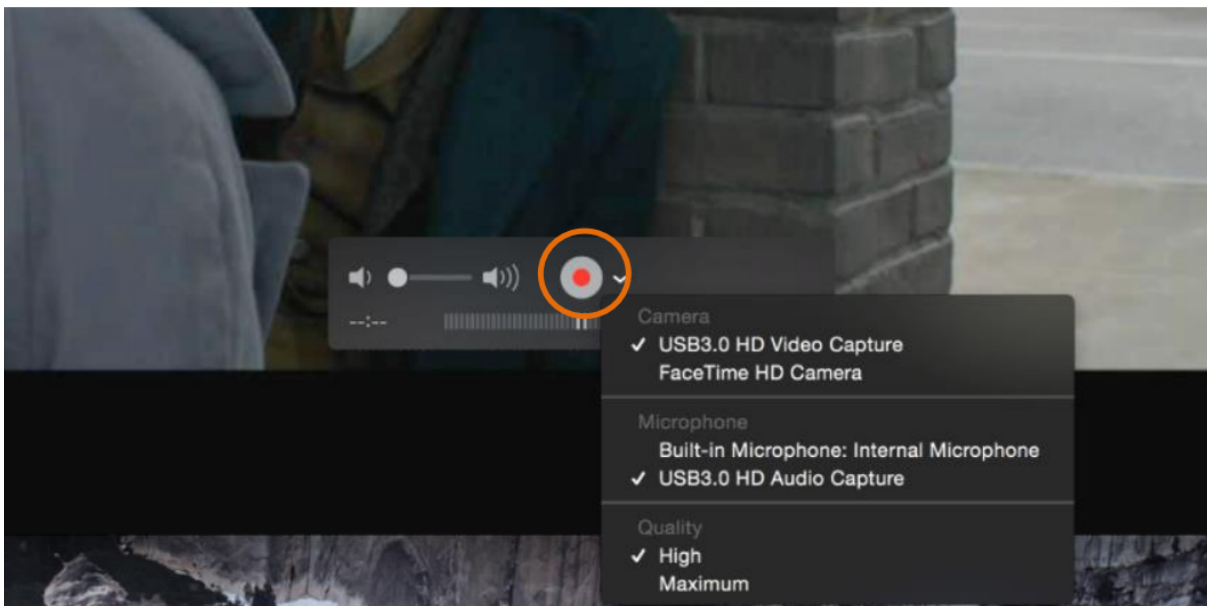 --:--
Camera
✓ USB3.0 HD Video Capture
FaceTime HD Camera
Microphone
Built-in Microphone: Internal Microphone
✓ USB3.0 HD Audio Capture
Quality
✓ High
Maximum